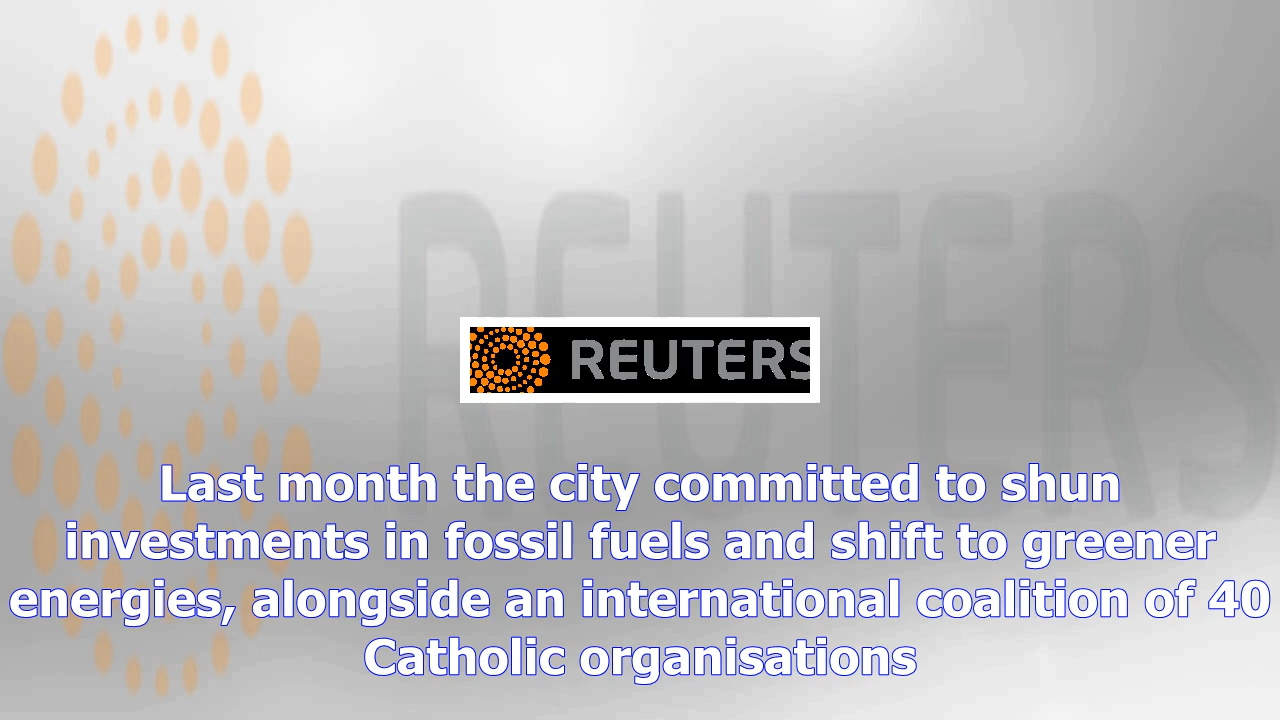 REUTERS
REUTERS
Last month the city committed to shun
investments in fossil fuels and shift to greener
energies, alongside an international coalition of 40
Catholic organisations